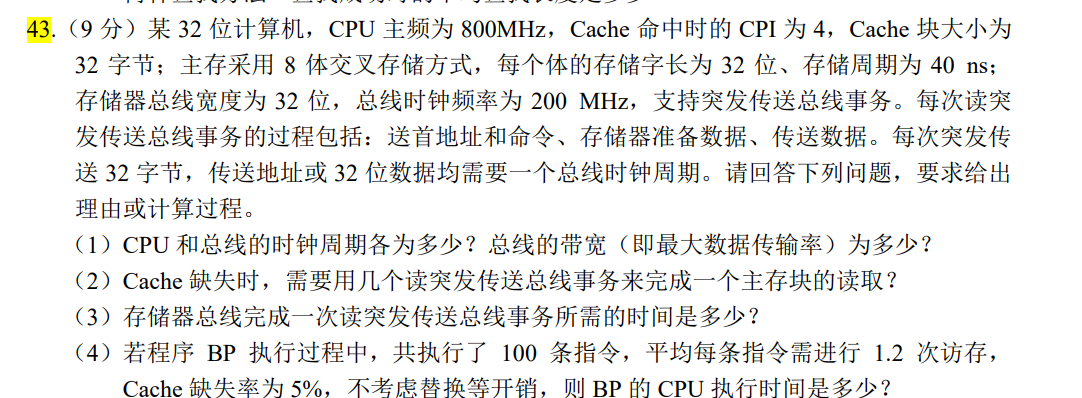 43.（9 分）某 32 位计算机，CPU 主频为 800MHz，Cache 命中时的 CPI 为 4，Cache 块大小为
32 字节；主存采用 8 体交叉存储方式，每个体的存储字长为 32 位、存储周期为 40 ns；
存储器总线宽度为 32 位，总线时钟频率为 200 MHz，支持突发传送总线事务。每次读突
发传送总线事务的过程包括：送首地址和命令、存储器准备数据、传送数据。每次突发传
送 32 字节，传送地址或 32 位数据均需要一个总线时钟周期。请回答下列问题，要求给出
理由或计算过程。
（1）CPU 和总线的时钟周期各为多少？总线的带宽（即最大数据传输率）为多少？
（2）Cache 缺失时，需要用几个读突发传送总线事务来完成一个主存块的读取？
（3）存储器总线完成一次读突发传送总线事务所需的时间是多少？
（4）若程序 BP 执行过程中，共执行了 100 条指令，平均每条指令需进行 1.2 次访存，
Cache 缺失率为 5%，不考虑替换等开销，则 BP 的 CPU 执行时间是多少？